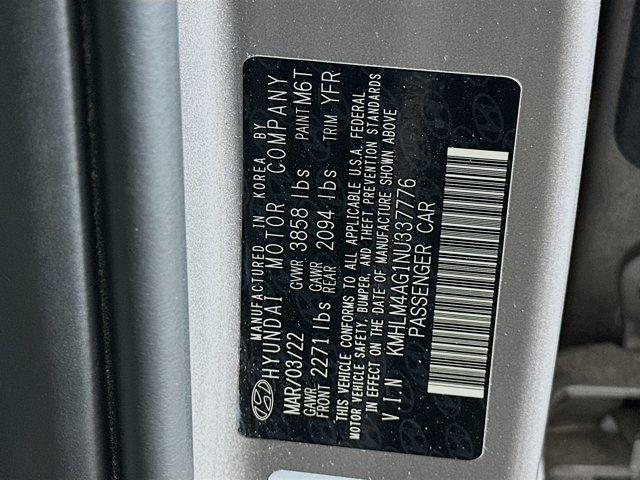 MANUFACTURED IN KOREA BY
HYUNDAI MOTOR COMPANY
MAR/03/22 GVWR 3858 lbs PAINT M6T
GAWR FRONT 2271 lbs GAWR REAR 2094 lbs TRIM YFR
THIS VEHICLE CONFORMS TO ALL APPLICABLE U.S.A. FEDERAL
MOTOR VEHICLE SAFETY, BUMPER, AND THEFT PREVENTION STANDARDS
IN EFFECT ON THE DATE OF MANUFACTURE SHOWN ABOVE
V.I.N KMHLM4AG1NU337776
PASSENGER CAR